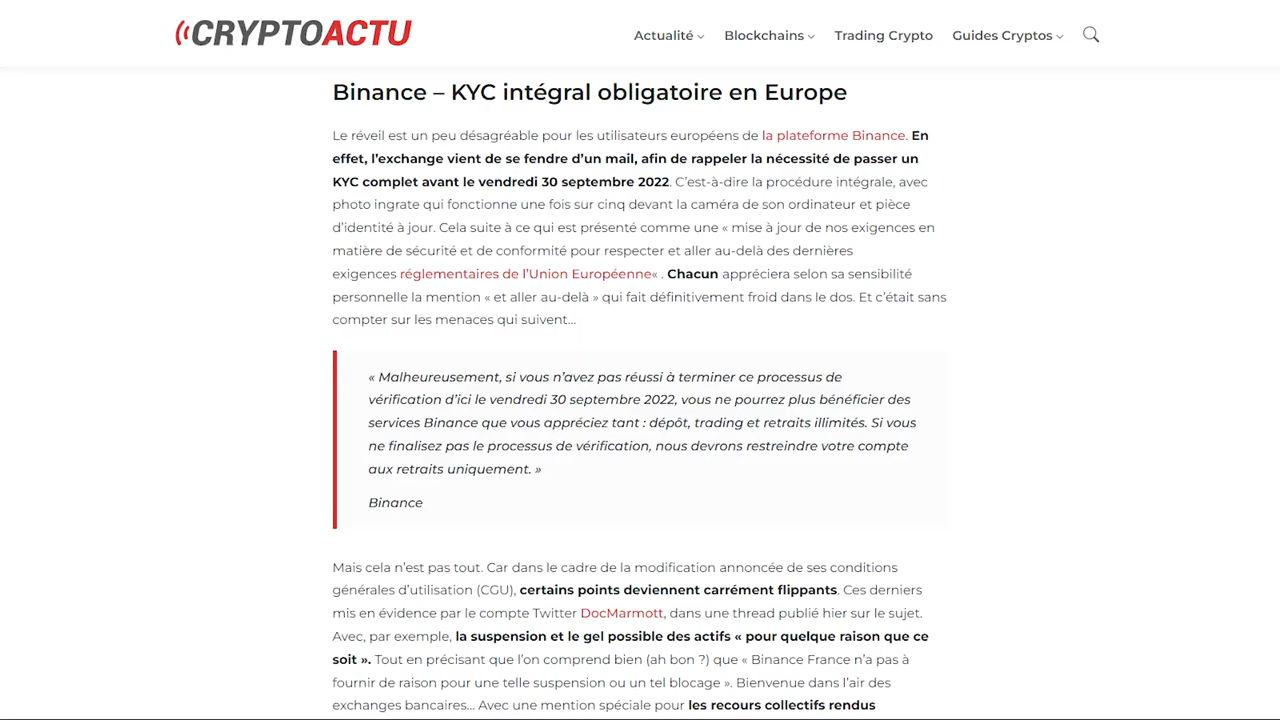 CRYPTOACTU
Actualité Blockchains Trading Crypto Guides Cryptos
Binance – KYC intégral obligatoire en Europe
Le réveil est un peu désagréable pour les utilisateurs européens de la plateforme Binance. En
effet, l’exchange vient de se fendre d’un mail, afin de rappeler la nécessité de passer un
KYC complet avant le vendredi 30 septembre 2022. C’est-à-dire la procédure intégrale, avec
photo ingrate qui fonctionne une fois sur cinq devant la caméra de son ordinateur et pièce
d’identité à jour. Cela suite à ce qui est présenté comme une « mise à jour de nos exigences en
matière de sécurité et de conformité pour respecter et aller au-delà des dernières
exigences réglementaires de l’Union Européenne« . Chacun appréciera selon sa sensibilité
personnelle la mention « et aller au-delà » qui fait définitivement froid dans le dos. Et c’était sans
compter sur les menaces qui suivent…
« Malheureusement, si vous n’avez pas réussi à terminer ce processus de
vérification d’ici le vendredi 30 septembre 2022, vous ne pourrez plus bénéficier des
services Binance que vous appréciez tant : dépôt, trading et retraits illimités. Si vous
ne finalisez pas le processus de vérification, nous devrons restreindre votre compte
aux retraits uniquement. »
Binance
Mais cela n’est pas tout. Car dans le cadre de la modification annoncée de ses conditions
générales d’utilisation (CGU), certains points deviennent carrément flippants. Ces derniers
mis en évidence par le compte Twitter DocMarmott, dans une thread publié hier sur le sujet.
Avec, par exemple, la suspension et le gel possible des actifs « pour quelque raison que ce
soit ». Tout en précisant que l’on comprend bien (ah bon ?) que « Binance France n’a pas à
fournir de raison pour une telle suspension ou un tel blocage ». Bienvenue dans l’air des
exchanges bancaires… Avec une mention spéciale pour les recours collectifs rendus